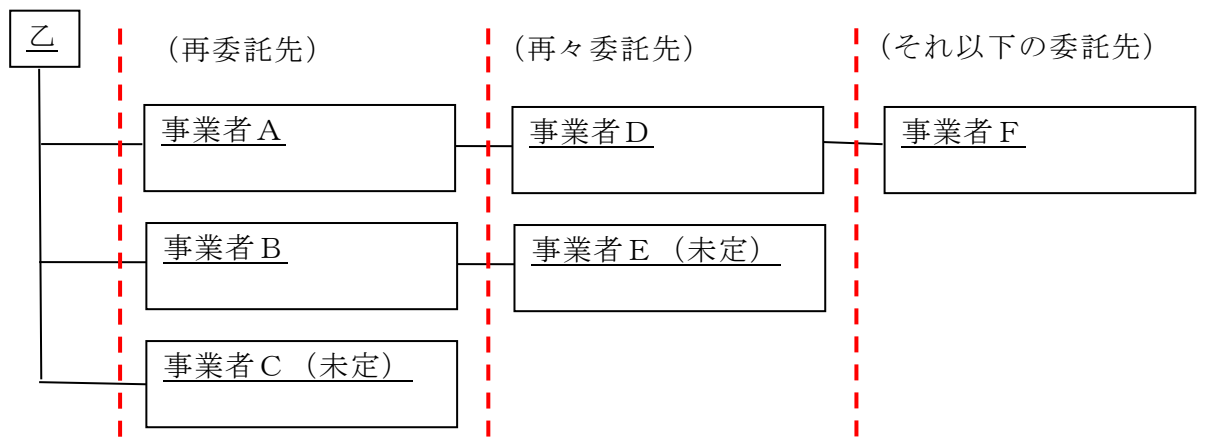 乙
(再委託先)
(再々委託先)
(それ以下の委託先)
事業者A
事業者D
事業者F
事業者B
事業者E（未定）
事業者C（未定）